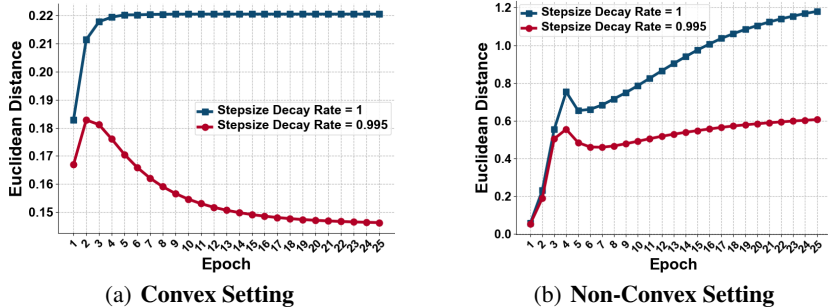 0.22
0.21
0.20
0.19
0.18
0.17
0.16
0.15
Euclidean Distance
Stepsize Decay Rate = 1
Stepsize Decay Rate = 0.995
1 2 3 4 5 6 7 8 9 10 11 12 13 14 15 16 17 18 19 20 21 22 23 24 25
Epoch
(a) Convex Setting
1.2
1.0
0.8
0.6
0.4
0.2
0.0
Euclidean Distance
Stepsize Decay Rate = 1
Stepsize Decay Rate = 0.995
1 2 3 4 5 6 7 8 9 10 11 12 13 14 15 16 17 18 19 20 21 22 23 24 25
Epoch
(b) Non-Convex Setting